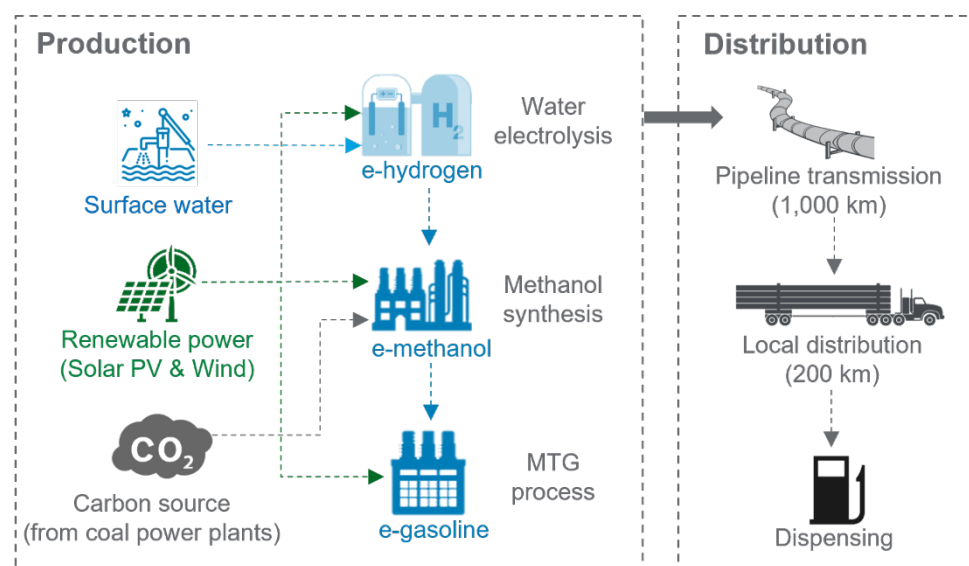 Production
Surface water
Renewable power
(Solar PV & Wind)
CO₂
Carbon source
(from coal power plants)
+ -
H₂
e-hydrogen
Water
electrolysis
e-methanol
Methanol
synthesis
e-gasoline
MTG
process
Distribution
Pipeline transmission
(1,000 km)
Local distribution
(200 km)
Dispensing